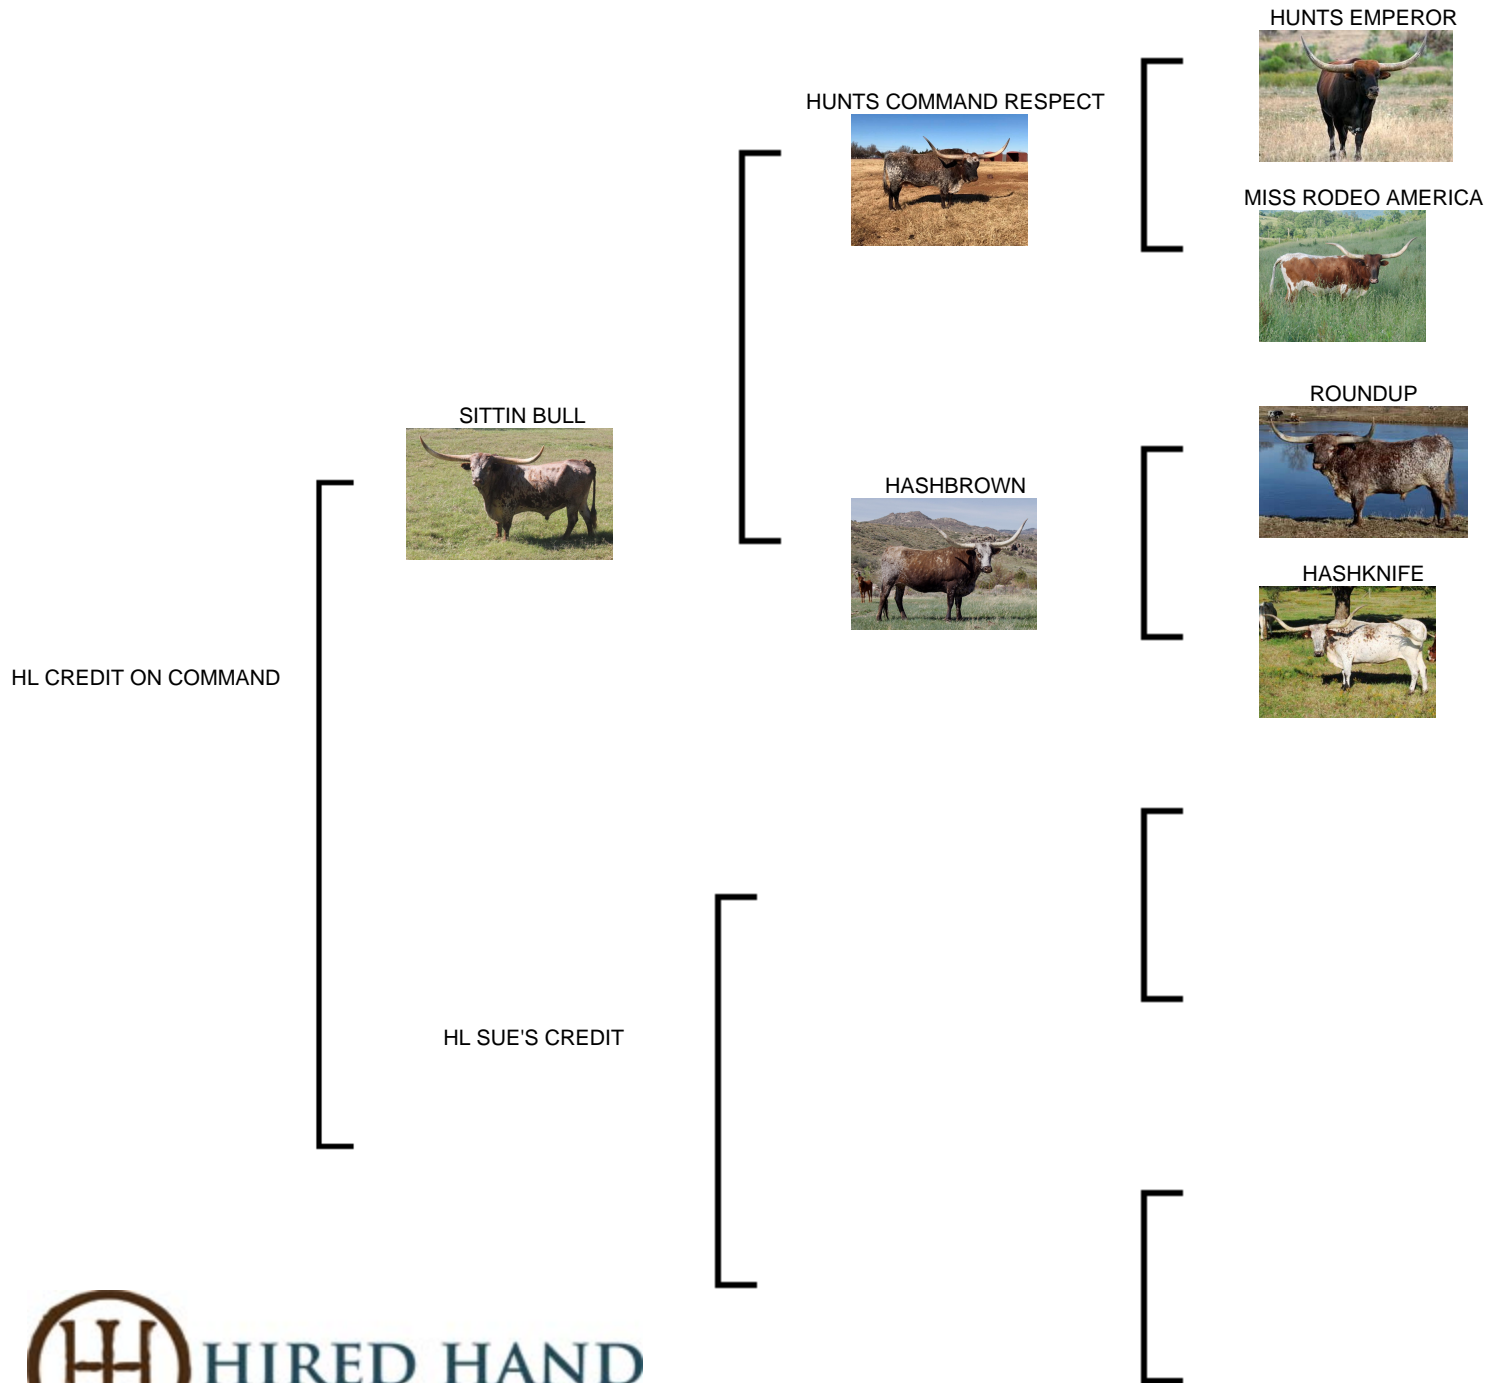 HUNTS EMPEROR
HUNTS COMMAND RESPECT
MISS RODEO AMERICA
ROUNDUP
SITTIN BULL
HASHBROWN
HASHKNIFE
HL CREDIT ON COMMAND
HL SUE'S CREDIT
HIRED HAND